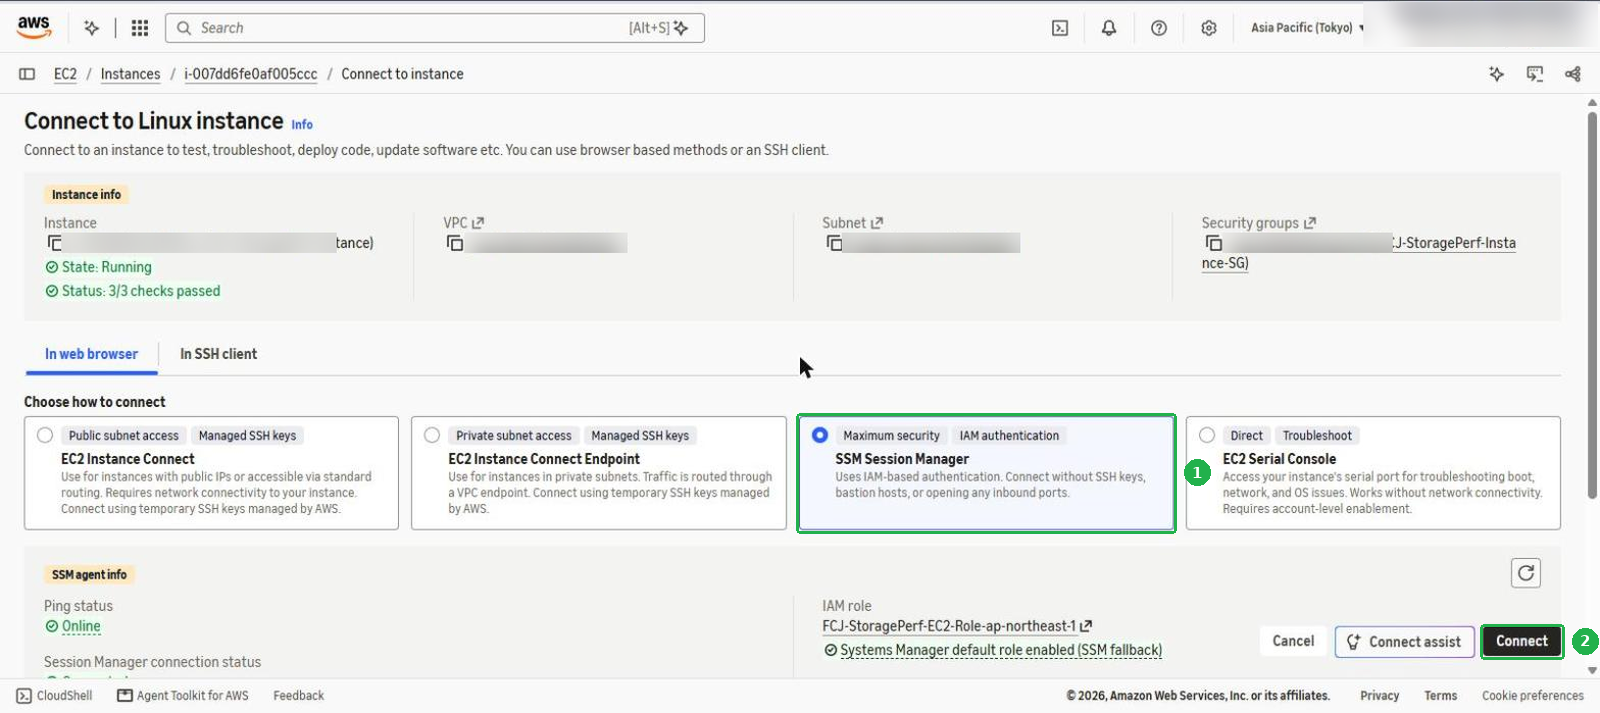 aws
Search [Alt+S]
Asia Pacific (Tokyo)
EC2 / Instances / i-007dd6fe0af005ccc / Connect to instance
Connect to Linux instance Info
Connect to an instance to test, troubleshoot, deploy code, update software etc. You can use browser based methods or an SSH client.
Instance info
Instance
tance)
State: Running
Status: 3/3 checks passed
VPC
Subnet
Security groups
J-StoragePerf-Insta
nce-SG)
In web browser
In SSH client
Choose how to connect
Public subnet access Managed SSH keys
EC2 Instance Connect
Use for instances with public IPs or accessible via standard
routing. Requires network connectivity to your instance.
Connect using temporary SSH keys managed by AWS.
Private subnet access Managed SSH keys
EC2 Instance Connect Endpoint
Use for instances in private subnets. Traffic is routed through
a VPC endpoint. Connect using temporary SSH keys managed
by AWS.
Maximum security IAM authentication
SSM Session Manager
Uses IAM-based authentication. Connect without SSH keys,
bastion hosts, or opening any inbound ports.
1
Direct Troubleshoot
EC2 Serial Console
Access your instance's serial port for troubleshooting boot,
network, and OS issues. Works without network connectivity.
Requires account-level enablement.
SSM agent info
Ping status
Online
Session Manager connection status
IAM role
FCJ-StoragePerf-EC2-Role-ap-northeast-1
Systems Manager default role enabled (SSM fallback)
Cancel
Connect assist
Connect
2
CloudShell
Agent Toolkit for AWS
Feedback
© 2026, Amazon Web Services, Inc. or its affiliates.
Privacy
Terms
Cookie preferences